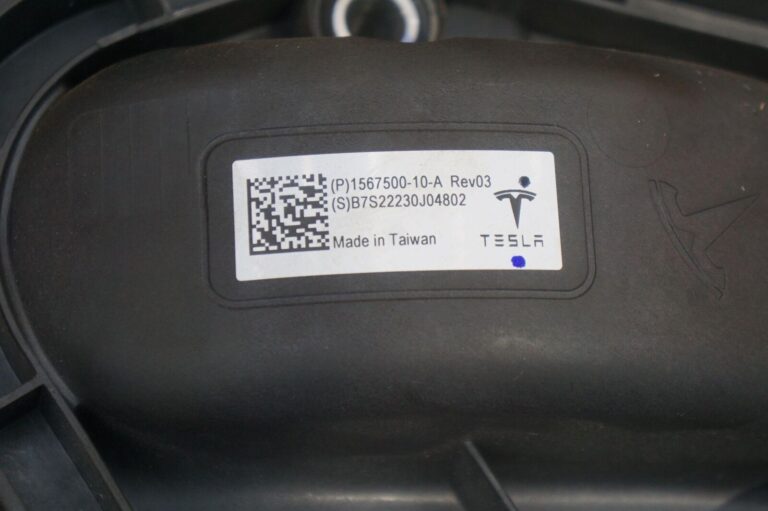 (P)1567500-10-A Rev03
(S)B7S22230J04802
Made in Taiwan
TESLA